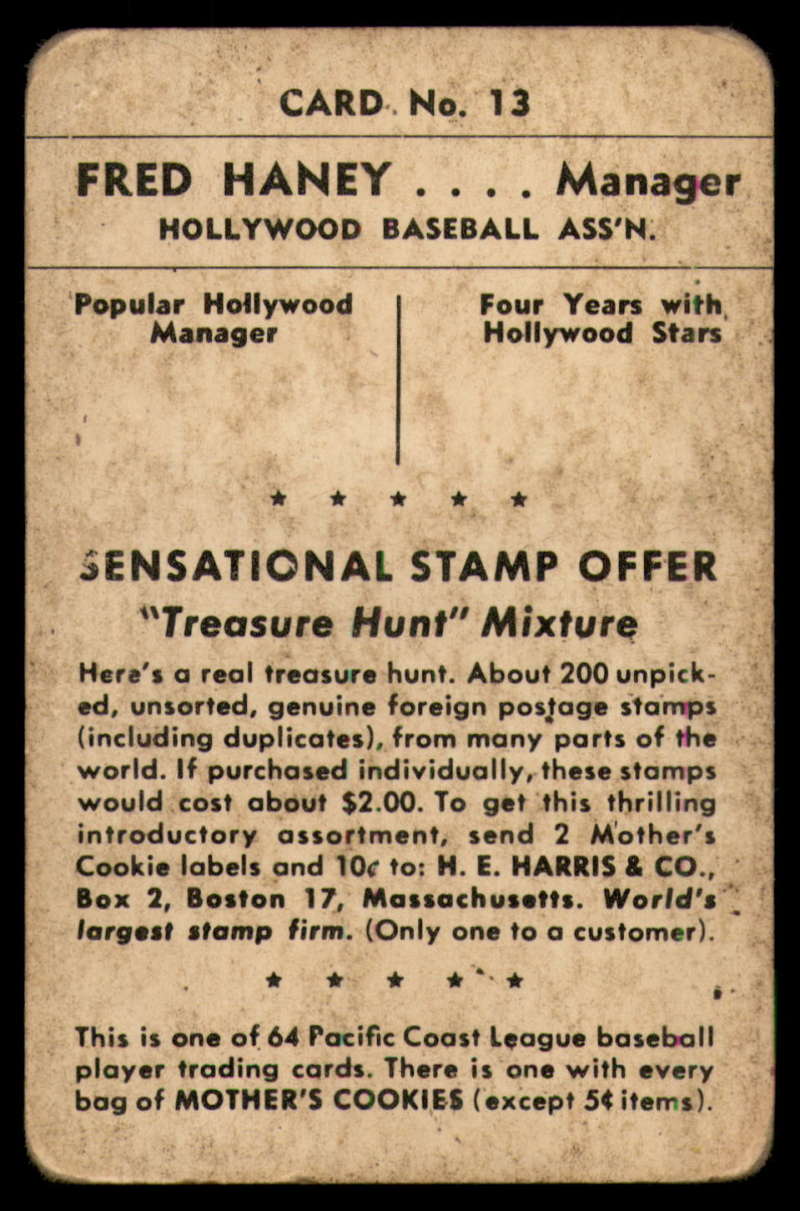 CARD No. 13
FRED HANEY . . . . Manager
HOLLYWOOD BASEBALL ASS'N.
Popular Hollywood
Manager
Four Years with
Hollywood Stars
★ ★ ★ ★ ★
SENSATIONAL STAMP OFFER
"Treasure Hunt" Mixture
Here's a real treasure hunt. About 200 unpick-
ed, unsorted, genuine foreign postage stamps
(including duplicates), from many parts of the
world. If purchased individually, these stamps
would cost about $2.00. To get this thrilling
introductory assortment, send 2 Mother's
Cookie labels and 10¢ to: H. E. HARRIS & CO.,
Box 2, Boston 17, Massachusetts. World's
largest stamp firm. (Only one to a customer).
★ ★ ★ ★ ★
This is one of 64 Pacific Coast League baseball
player trading cards. There is one with every
bag of MOTHER'S COOKIES (except 5¢ items).